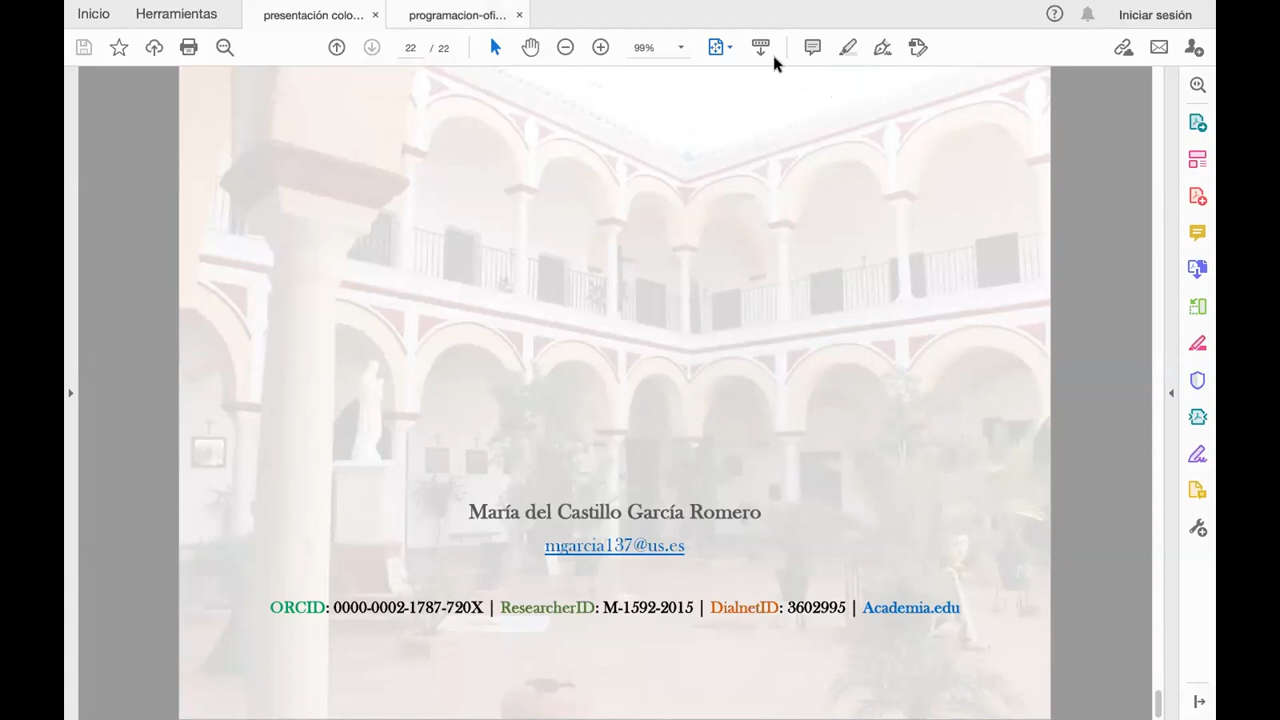 Inicio Herramientas presentación colo... × programacion-ofi... × Iniciar sesión
22 / 22 99%
María del Castillo García Romero
mgarcia137@us.es
ORCID: 0000-0002-1787-720X | ResearcherID: M-1592-2015 | DialnetID: 3602995 | Academia.edu